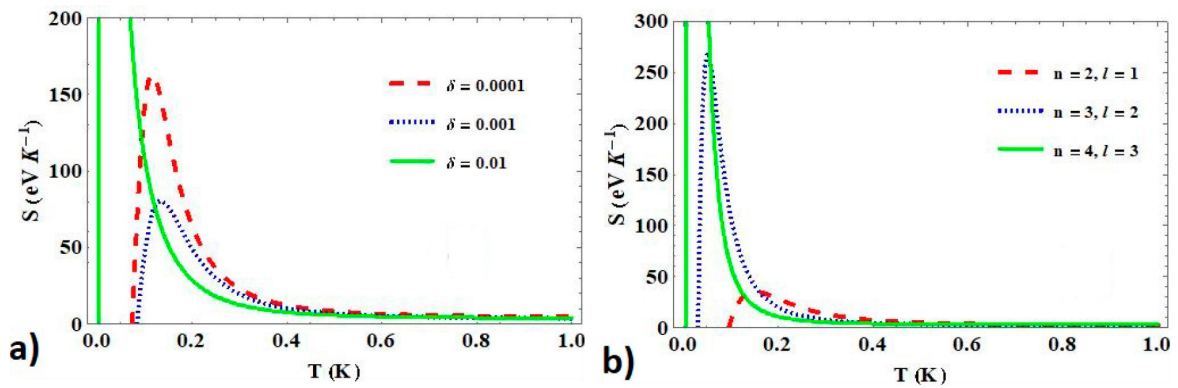 200
150
100
50
0
S (eV K⁻¹)
δ = 0.0001
δ = 0.001
δ = 0.01
0.0 0.2 0.4 0.6 0.8 1.0
T (K)
a)
300
250
200
150
100
50
0
S (eV K⁻¹)
n = 2, l = 1
n = 3, l = 2
n = 4, l = 3
0.0 0.2 0.4 0.6 0.8 1.0
T (K)
b)